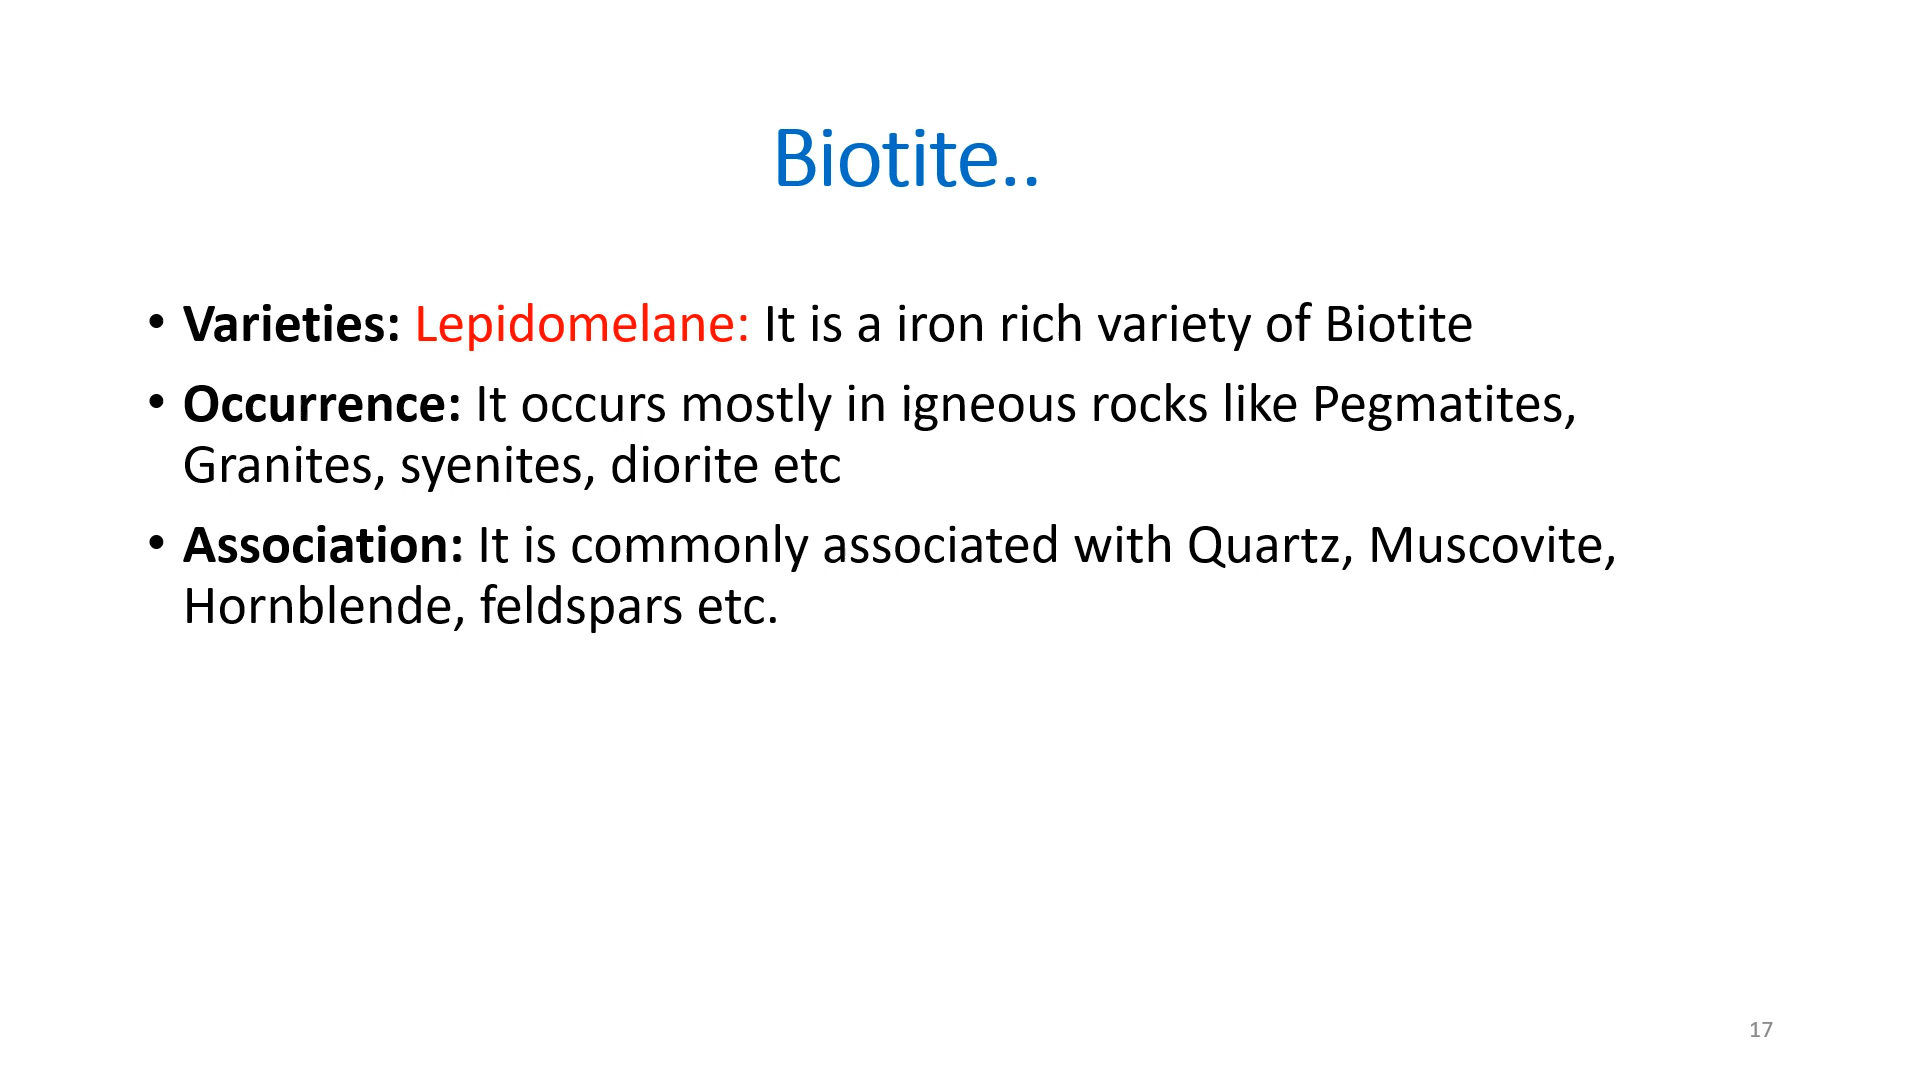 Biotite..
• Varieties: Lepidomelane: It is a iron rich variety of Biotite
• Occurrence: It occurs mostly in igneous rocks like Pegmatites,
Granites, syenites, diorite etc
• Association: It is commonly associated with Quartz, Muscovite,
Hornblende, feldspars etc.
17